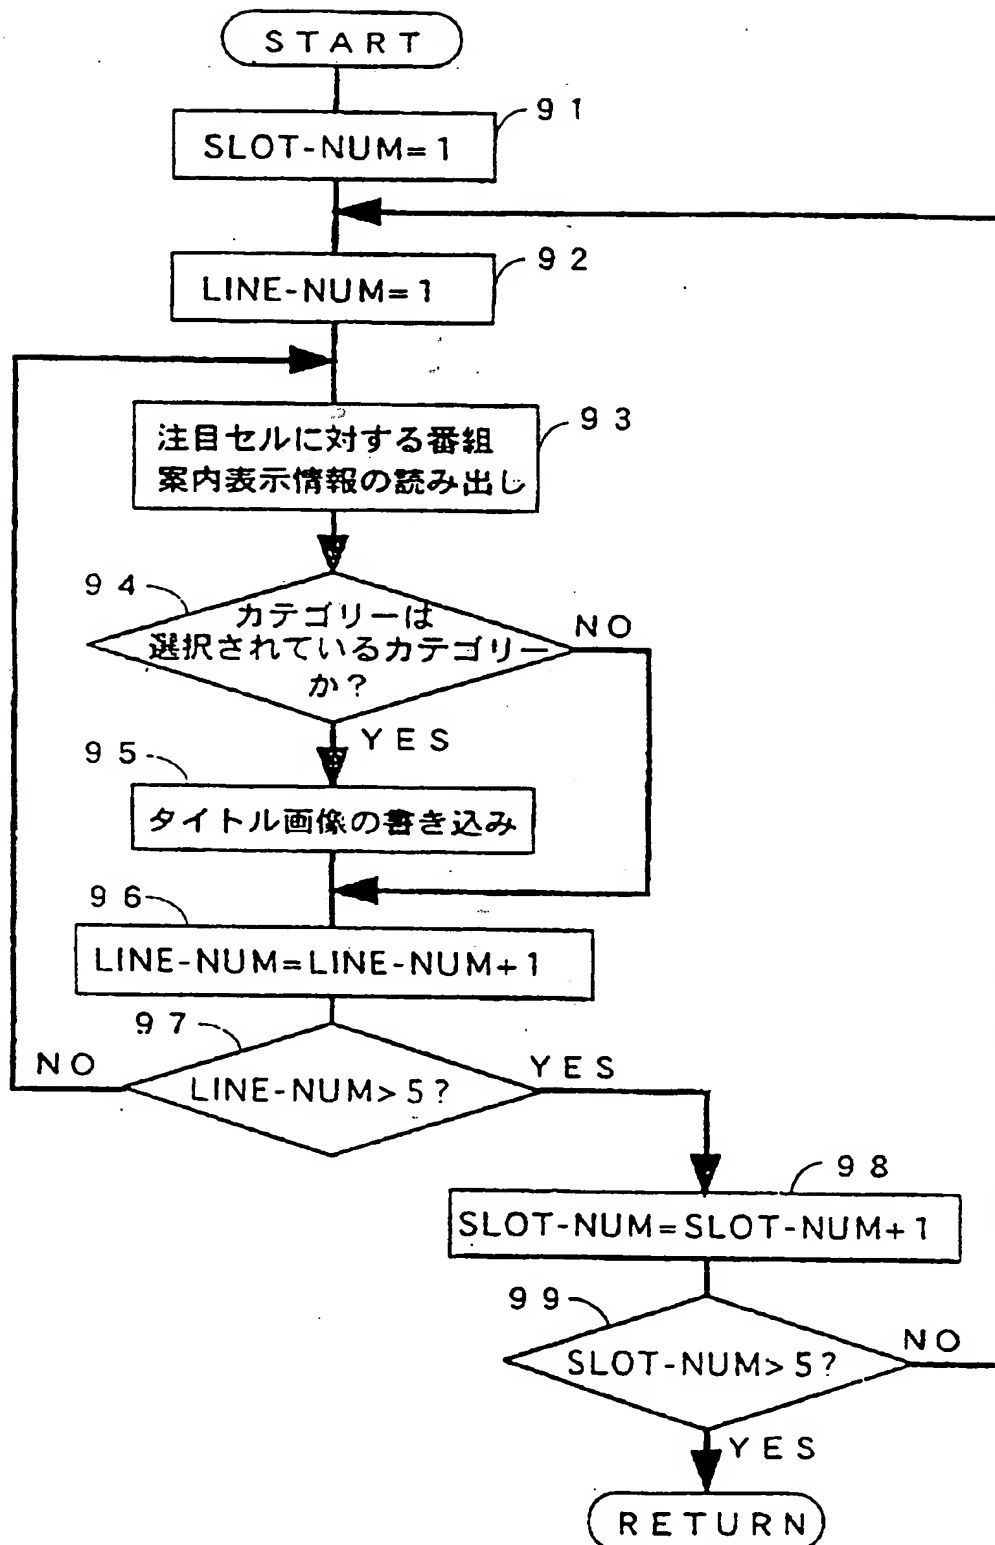 START
91
SLOT-NUM=1
92
LINE-NUM=1
93
注目セルに対する番組
案内表示情報の読み出し
94
カテゴリーは
選択されているカテゴリー
か?
NO
YES
95
タイトル画像の書き込み
96
LINE-NUM=LINE-NUM+1
97
NO
LINE-NUM>5?
YES
98
SLOT-NUM=SLOT-NUM+1
99
SLOT-NUM>5?
NO
YES
RETURN